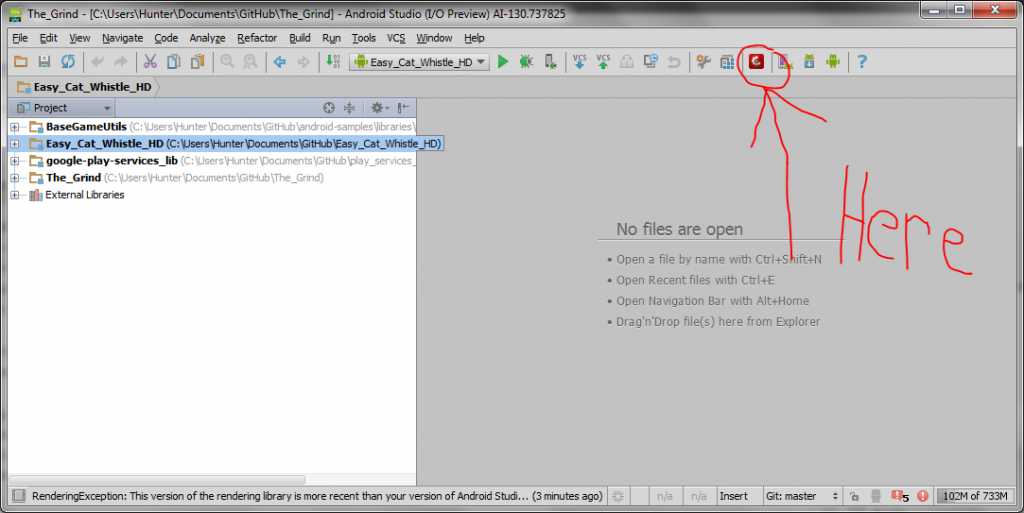 The_Grind - [C:\Users\Hunter\Documents\GitHub\The_Grind] - Android Studio (I/O Preview) AI-130.737825
File Edit View Navigate Code Analyze Refactor Build Run Tools VCS Window Help
Easy_Cat_Whistle_HD VCS VCS ?
Easy_Cat_Whistle_HD
Project
BaseGameUtils (C:\Users\Hunter\Documents\GitHub\android-samples\libraries\
Easy_Cat_Whistle_HD (C:\Users\Hunter\Documents\GitHub\Easy_Cat_Whistle_HD)
google-play-services_lib (C:\Users\Hunter\Documents\GitHub\play_services_
The_Grind (C:\Users\Hunter\Documents\GitHub\The_Grind)
External Libraries
Here
No files are open
• Open a file by name with Ctrl+Shift+N
• Open Recent files with Ctrl+E
• Open Navigation Bar with Alt+Home
• Drag'n'Drop file(s) here from Explorer
RenderingException: This version of the rendering library is more recent than your version of Android Studi... (3 minutes ago) n/a n/a Insert Git: master 5 102M of 733M